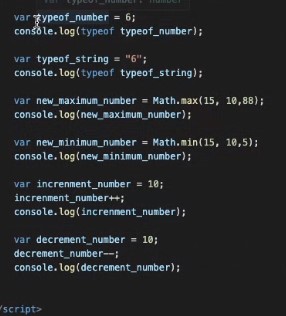 var typeof_number: number
var typeof_number = 6;
console.log(typeof typeof_number);
var typeof_string = "6";
console.log(typeof typeof_string);
var new_maximum_number = Math.max(15, 10,88);
console.log(new_maximum_number);
var new_minimum_number = Math.min(15, 10,5);
console.log(new_minimum_number);
var increnment_number = 10;
increnment_number++;
console.log(increnment_number);
var decrement_number = 10;
decrement_number--;
console.log(decrement_number);
/script>